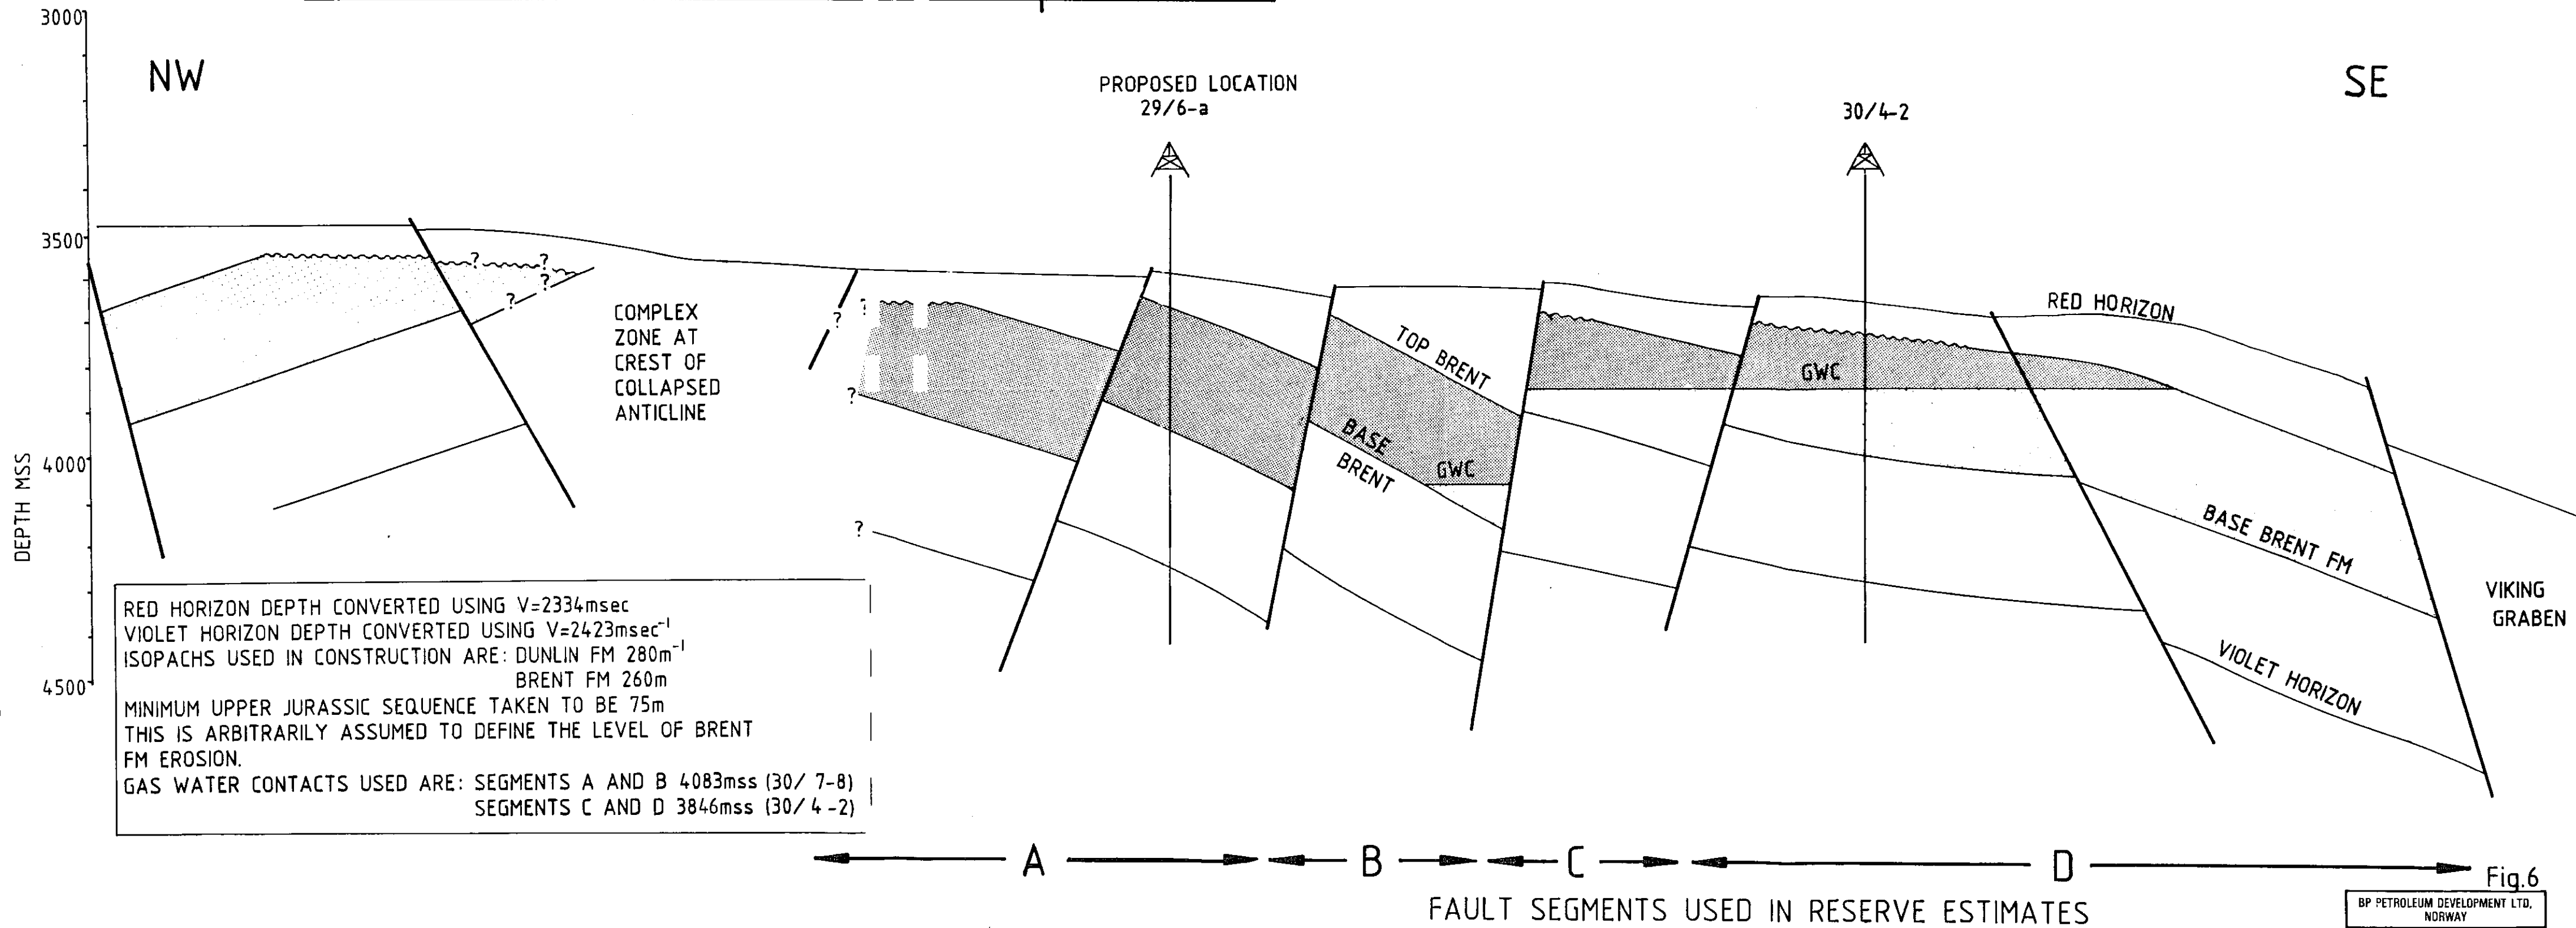 3000
NW
SE
PROPOSED LOCATION
29/6-a
30/4-2
3500
?
?
?
?
COMPLEX
ZONE AT
CREST OF
COLLAPSED
ANTICLINE
?
?
?
RED HORIZON
TOP BRENT
GWC
?
BASE
BRENT
GWC
4000
DEPTH MSS
?
BASE BRENT FM
VIKING
GRABEN
VIOLET HORIZON
4500
RED HORIZON DEPTH CONVERTED USING V=2334msec
VIOLET HORIZON DEPTH CONVERTED USING V=2423msec⁻¹
ISOPACHS USED IN CONSTRUCTION ARE: DUNLIN FM 280m⁻¹
BRENT FM 260m
MINIMUM UPPER JURASSIC SEQUENCE TAKEN TO BE 75m
THIS IS ARBITRARILY ASSUMED TO DEFINE THE LEVEL OF BRENT
FM EROSION.
GAS WATER CONTACTS USED ARE: SEGMENTS A AND B 4083mss (30/ 7-8)
SEGMENTS C AND D 3846mss (30/ 4-2)
A
B
C
D
Fig.6
FAULT SEGMENTS USED IN RESERVE ESTIMATES
BP PETROLEUM DEVELOPMENT LTD,
NORWAY